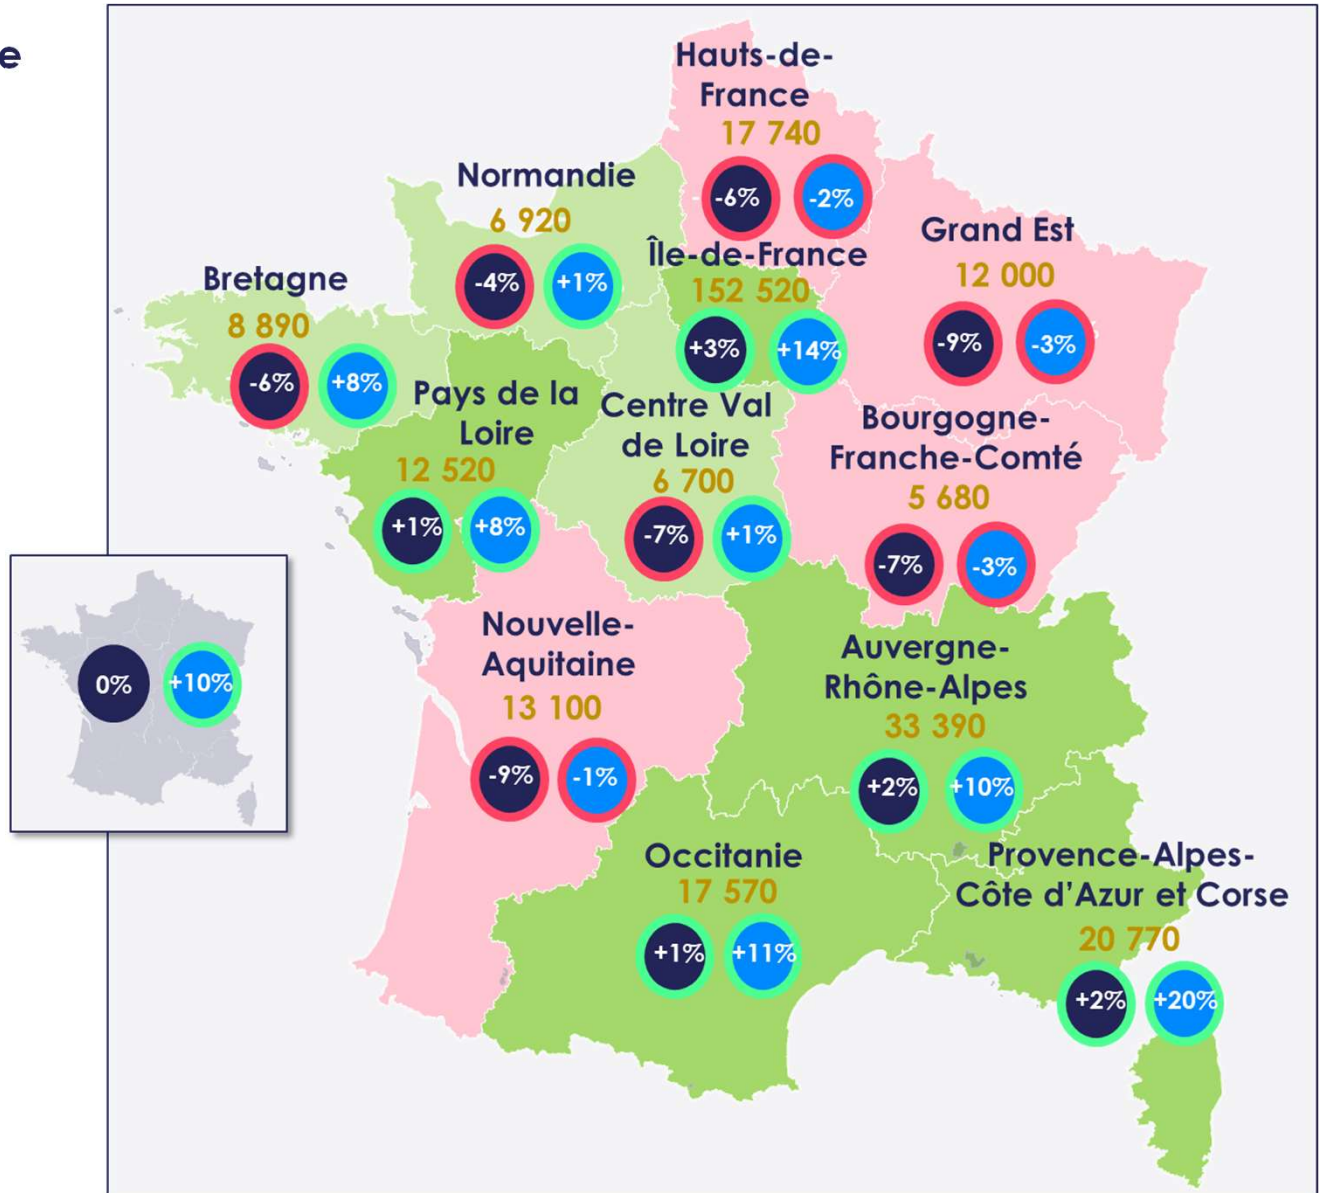 e
Hauts-de-
France
17 740
-6% -2%
Normandie
6 920
-4% +1%
Île-de-France
152 520
+3% +14%
Grand Est
12 000
-9% -3%
Bretagne
8 890
-6% +8%
Pays de la
Loire
12 520
+1% +8%
Centre Val
de Loire
6 700
-7% +1%
Bourgogne-
Franche-Comté
5 680
-7% -3%
0% +10%
Nouvelle-
Aquitaine
13 100
-9% -1%
Auvergne-
Rhône-Alpes
33 390
+2% +10%
Occitanie
17 570
+1% +11%
Provence-Alpes-
Côte d’Azur et Corse
20 770
+2% +20%